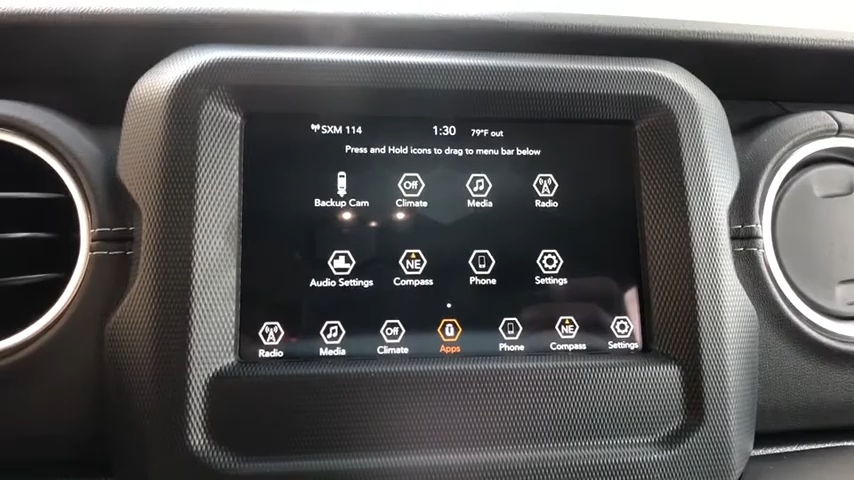 SXM 114 1:30 79°F out
Press and Hold icons to drag to menu bar below
Off
Backup Cam Climate Media Radio
NE
Audio Settings Compass Phone Settings
Off NE
Radio Media Climate Apps Phone Compass Settings